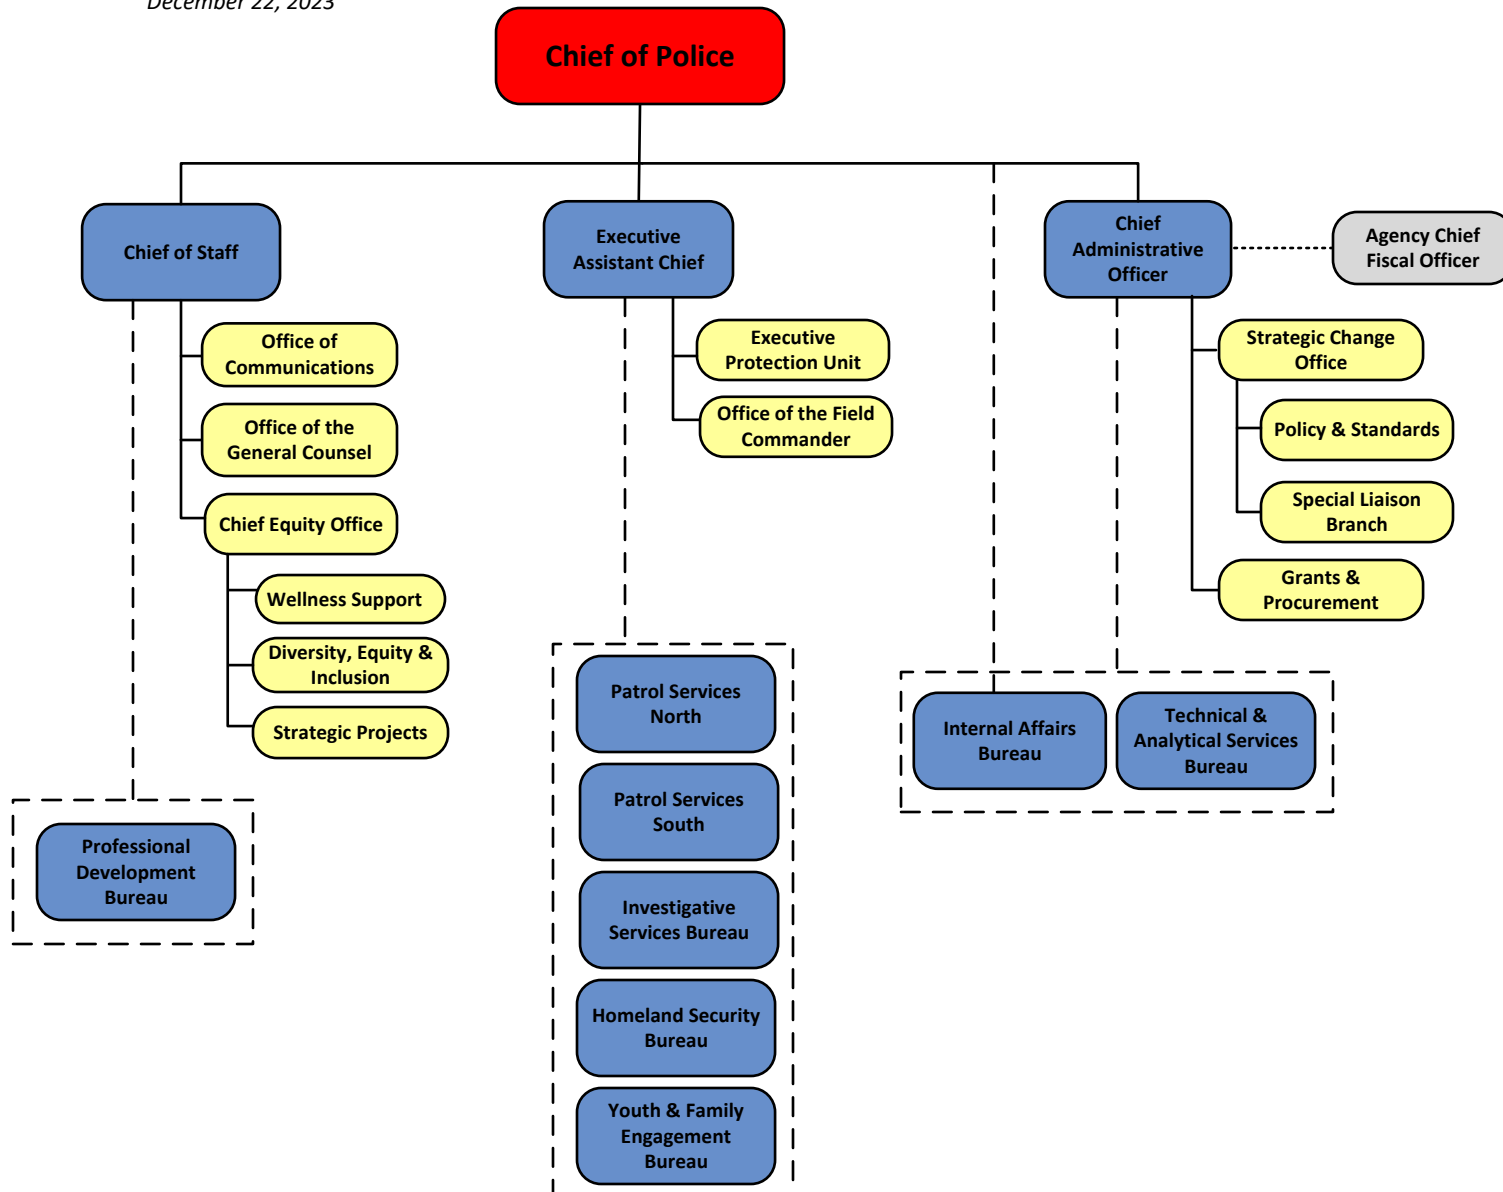 December 22, 2023
Chief of Police
Chief of Staff
Executive
Assistant Chief
Chief
Administrative
Officer
Agency Chief
Fiscal Officer
Office of
Communications
Office of the
General Counsel
Chief Equity Office
Wellness Support
Diversity, Equity &
Inclusion
Strategic Projects
Professional
Development
Bureau
Executive
Protection Unit
Office of the Field
Commander
Patrol Services
North
Patrol Services
South
Investigative
Services Bureau
Homeland Security
Bureau
Youth & Family
Engagement
Bureau
Strategic Change
Office
Policy & Standards
Special Liaison
Branch
Grants &
Procurement
Internal Affairs
Bureau
Technical &
Analytical Services
Bureau